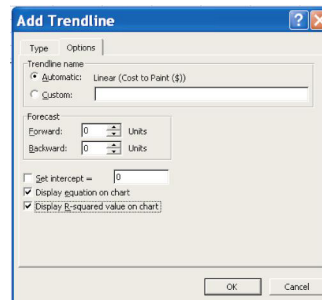 Add Trendline
Type Options
Trendline name
Automatic: Linear (Cost to Paint ($))
Custom:
Forecast
Forward: 0 Units
Backward: 0 Units
Set intercept = 0
Display equation on chart
Display R-squared value on chart
OK Cancel